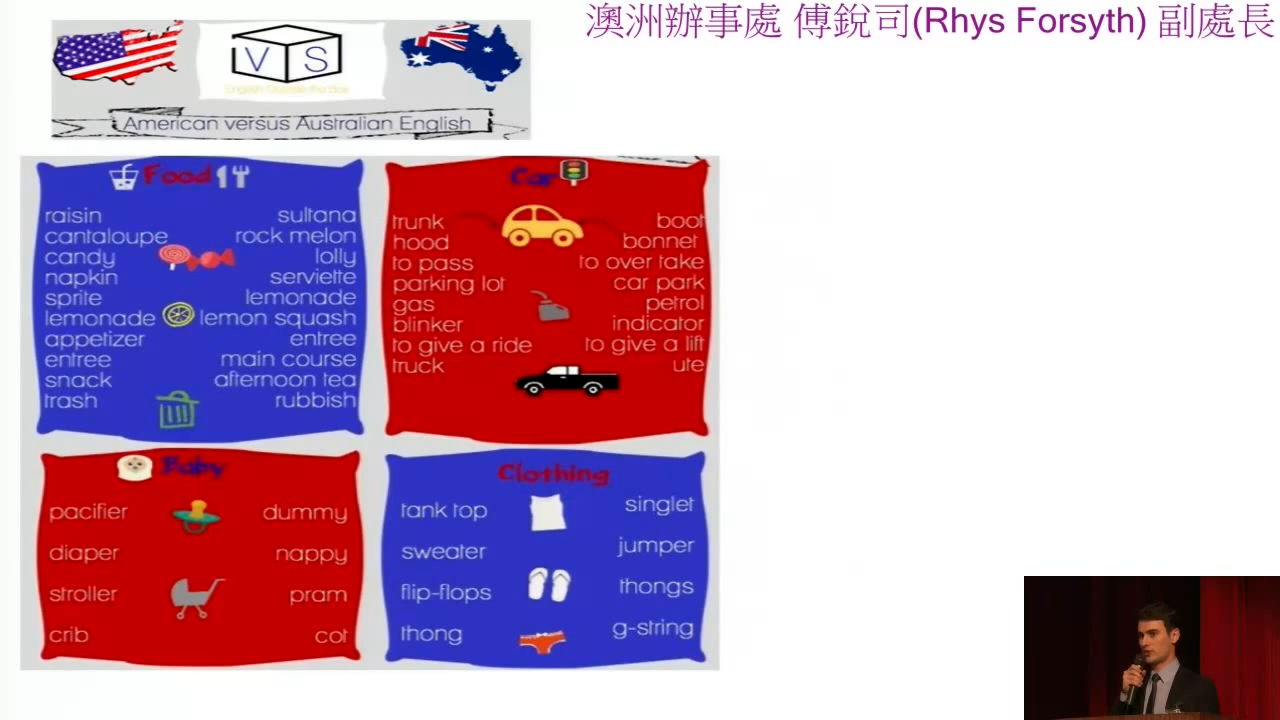 澳洲辦事處 傅銳司(Rhys Forsyth) 副處長
V S
English Outside the Box
American versus Australian English
Food
raisin sultana
cantaloupe rock melon
candy lolly
napkin serviette
sprite lemonade
lemonade lemon squash
appetizer entree
entree main course
snack afternoon tea
trash rubbish
Car
trunk boot
hood bonnet
to pass to over take
parking lot car park
gas petrol
blinker indicator
to give a ride to give a lift
truck ute
Baby
pacifier dummy
diaper nappy
stroller pram
crib cot
Clothing
tank top singlet
sweater jumper
flip-flops thongs
thong g-string